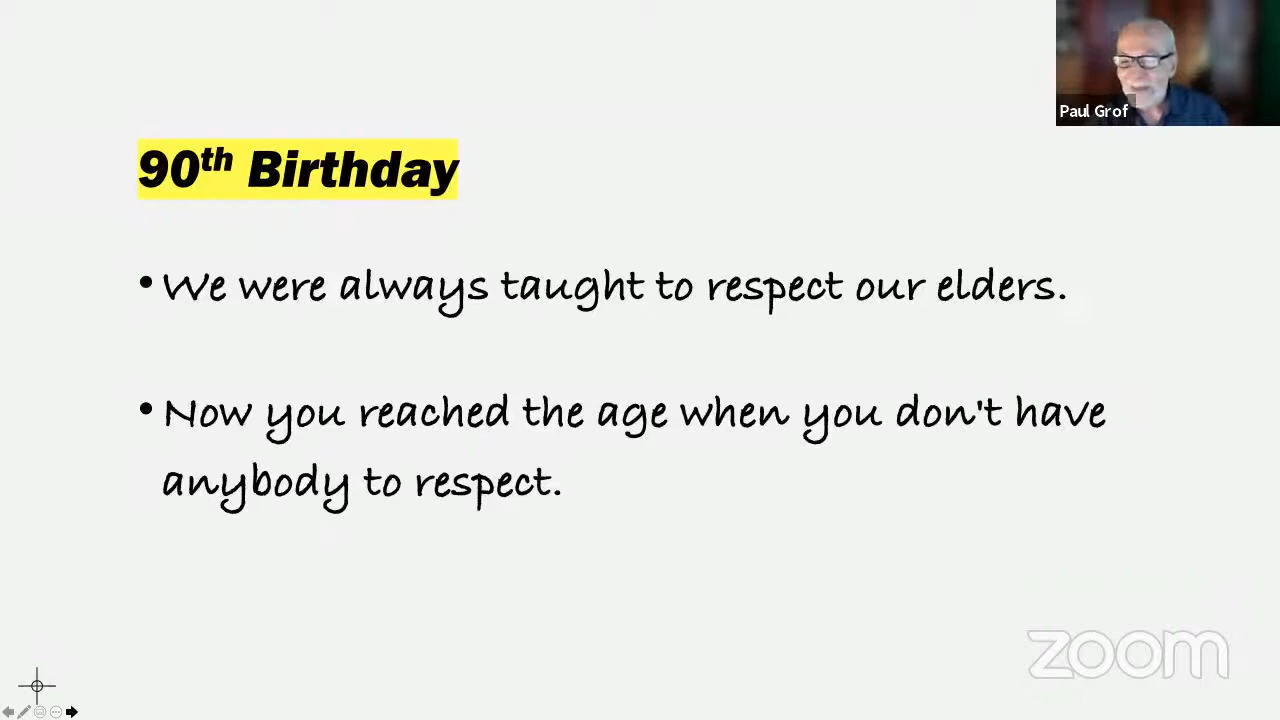 Paul Grof
90th Birthday
• We were always taught to respect our elders.
• Now you reached the age when you don't have
anybody to respect.
zoom